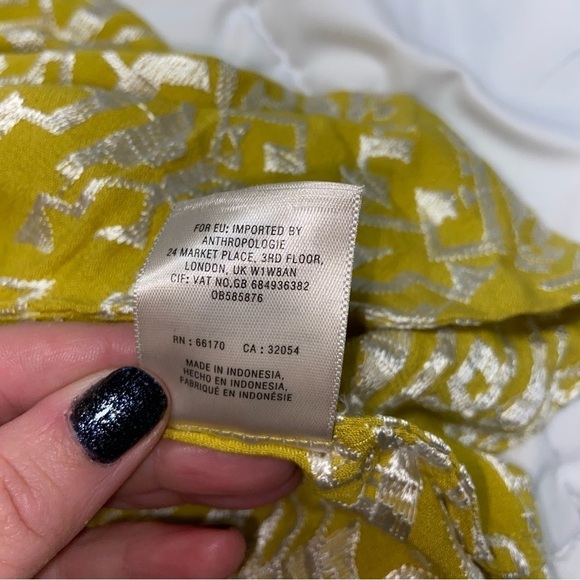 FOR EU: IMPORTED BY
ANTHROPOLOGIE
24 MARKET PLACE, 3RD FLOOR,
LONDON, UK W1W8AN
CIF: VAT NO.GB 684936382
OB585876
RN : 66170 CA : 32054
MADE IN INDONESIA,
HECHO EN INDONESIA,
FABRIQUÉ EN INDONÉSIE